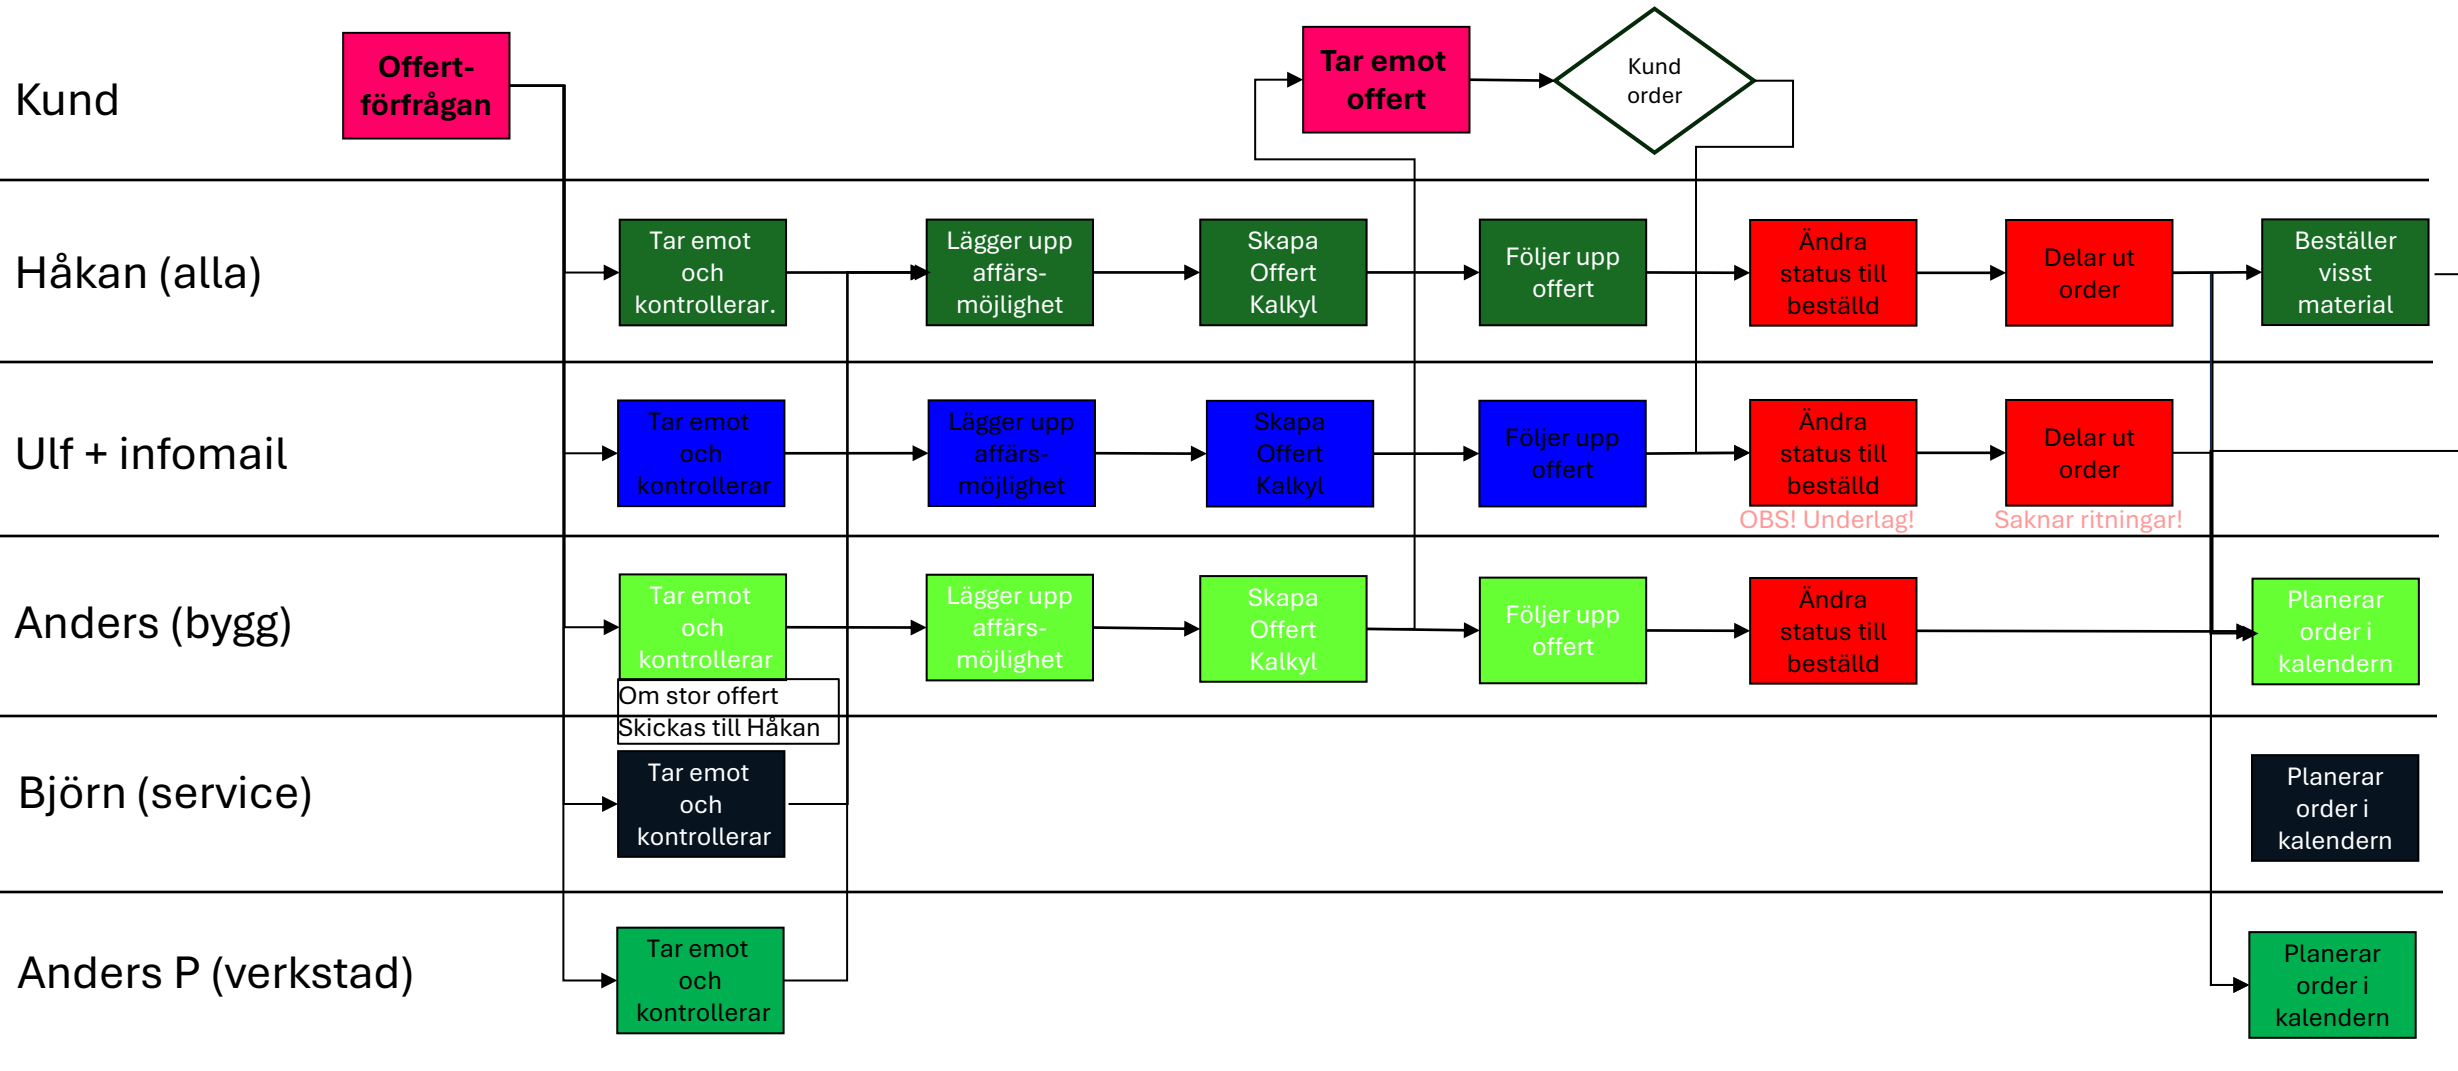 Kund
Offert-
förfrågan
Tar emot
offert
Kund
order
Håkan (alla)
Tar emot
och
kontrollerar.
Lägger upp
affärs-
möjlighet
Skapa
Offert
Kalkyl
Följer upp
offert
Ändra
status till
beställd
Delar ut
order
Beställer
visst
material
Ulf + infomail
Tar emot
och
kontrollerar
Lägger upp
affärs-
möjlighet
Skapa
Offert
Kalkyl
Följer upp
offert
Ändra
status till
beställd
OBS! Underlag!
Delar ut
order
Saknar ritningar!
Anders (bygg)
Tar emot
och
kontrollerar
Om stor offert
Skickas till Håkan
Lägger upp
affärs-
möjlighet
Skapa
Offert
Kalkyl
Följer upp
offert
Ändra
status till
beställd
Planerar
order i
kalendern
Björn (service)
Tar emot
och
kontrollerar
Planerar
order i
kalendern
Anders P (verkstad)
Tar emot
och
kontrollerar
Planerar
order i
kalendern